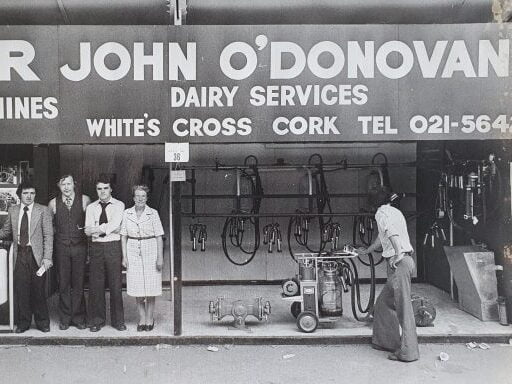 R JOHN O'DONOVAN
HINES DAIRY SERVICES
WHITE'S CROSS CORK TEL 021-564
36